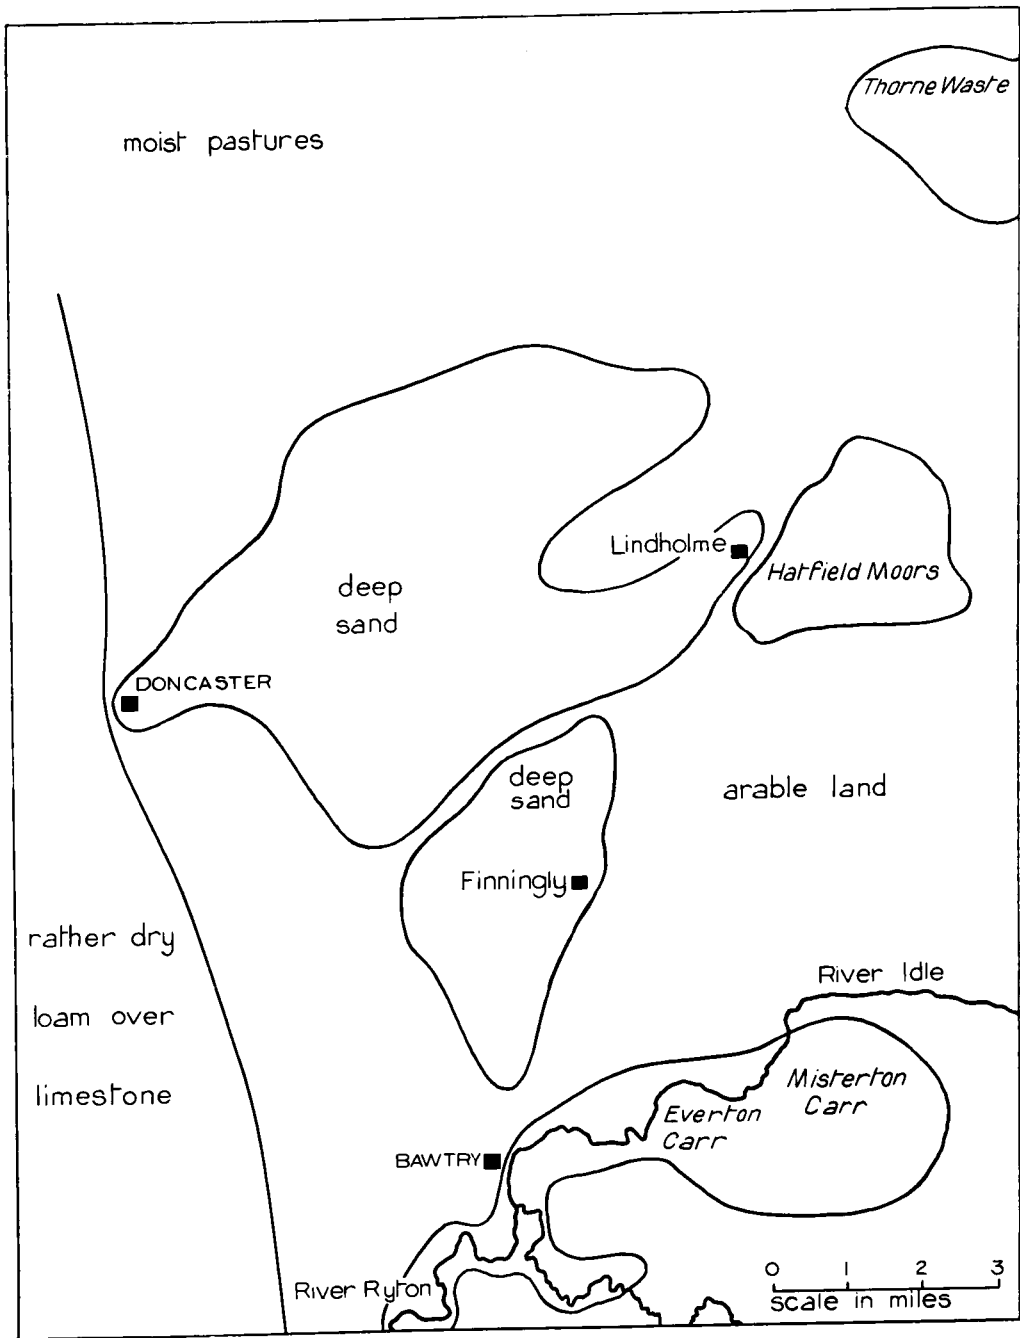 Thorne Waste
moist pastures
Lindholme
Hatfield Moors
deep
sand
DONCASTER
deep
sand
arable land
Finningly
rather dry
loam over
limestone
River Idle
Misterton
Carr
Everton
Carr
BAWTRY
River Ryton
0 1 2 3
scale in miles